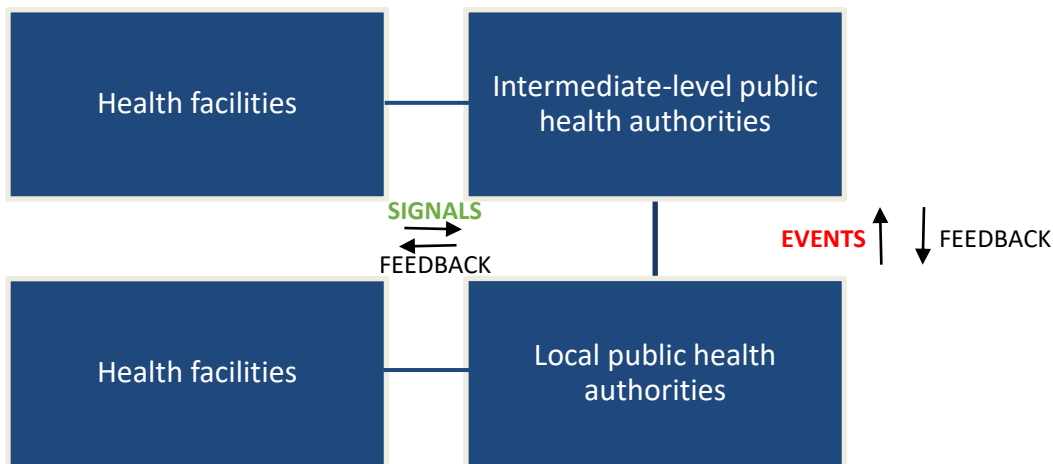 Health facilities
Intermediate-level public
health authorities
SIGNALS
FEEDBACK
EVENTS
FEEDBACK
Health facilities
Local public health
authorities